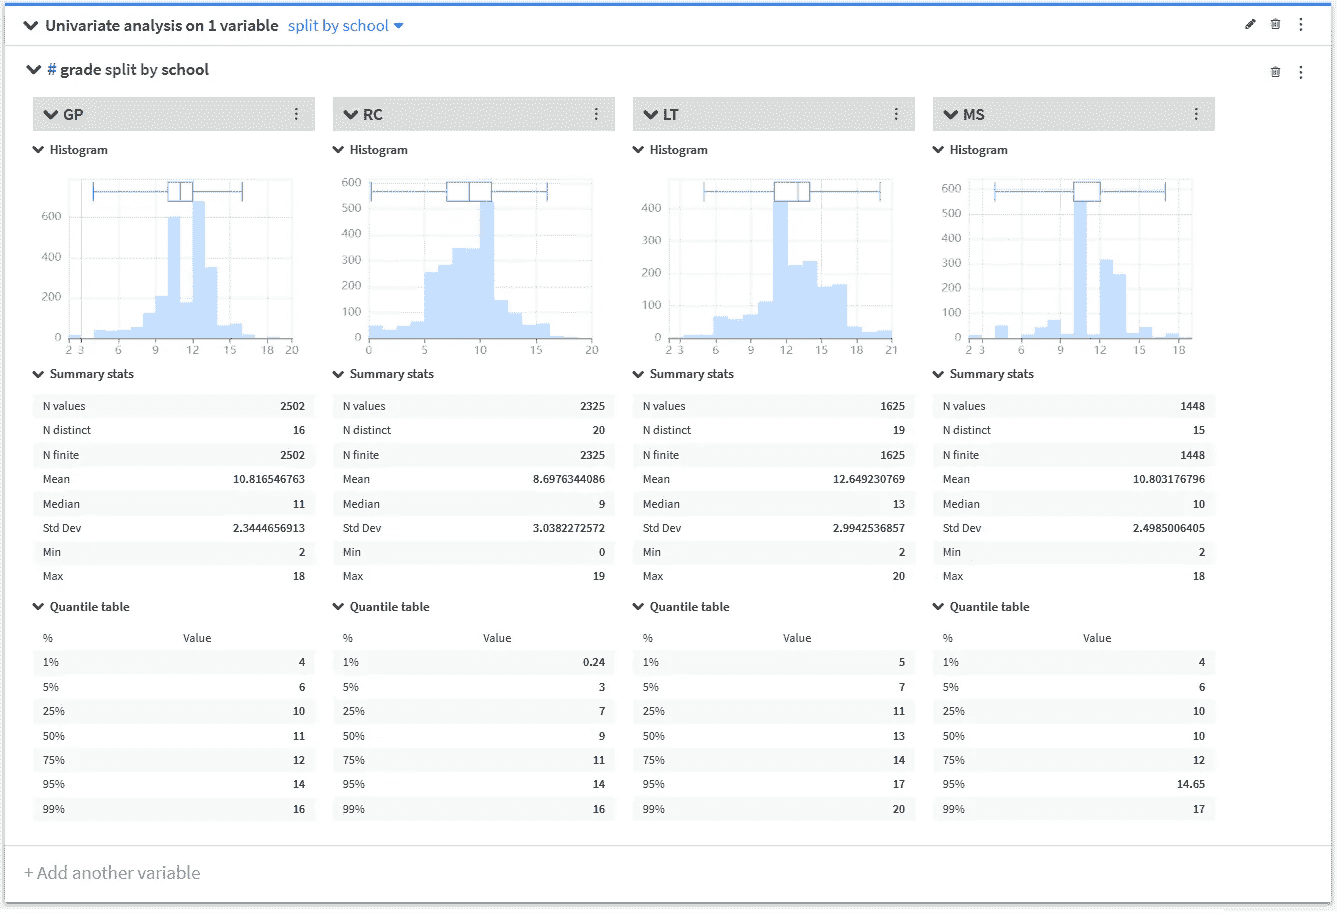 Univariate analysis on 1 variable split by school
# grade split by school
GP RC LT MS
Histogram Histogram Histogram Histogram
600
400
200
0
2 3 6 9 12 15 18 20
600
500
400
300
200
100
0
0 5 10 15 20
400
300
200
100
0
2 3 6 9 12 15 18 21
600
500
400
300
200
100
0
2 3 6 9 12 15 18
Summary stats Summary stats Summary stats Summary stats
N values 2502 N values 2325 N values 1625 N values 1448
N distinct 16 N distinct 20 N distinct 19 N distinct 15
N finite 2502 N finite 2325 N finite 1625 N finite 1448
Mean 10.816546763 Mean 8.6976344086 Mean 12.649230769 Mean 10.803176796
Median 11 Median 9 Median 13 Median 10
Std Dev 2.3444656913 Std Dev 3.0382272572 Std Dev 2.9942536857 Std Dev 2.4985006405
Min 2 Min 0 Min 2 Min 2
Max 18 Max 19 Max 20 Max 18
Quantile table Quantile table Quantile table Quantile table
% Value % Value % Value % Value
1% 4 1% 0.24 1% 5 1% 4
5% 6 5% 3 5% 7 5% 6
25% 10 25% 7 25% 11 25% 10
50% 11 50% 9 50% 13 50% 10
75% 12 75% 11 75% 14 75% 12
95% 14 95% 14 95% 17 95% 14.65
99% 16 99% 16 99% 20 99% 17
+ Add another variable